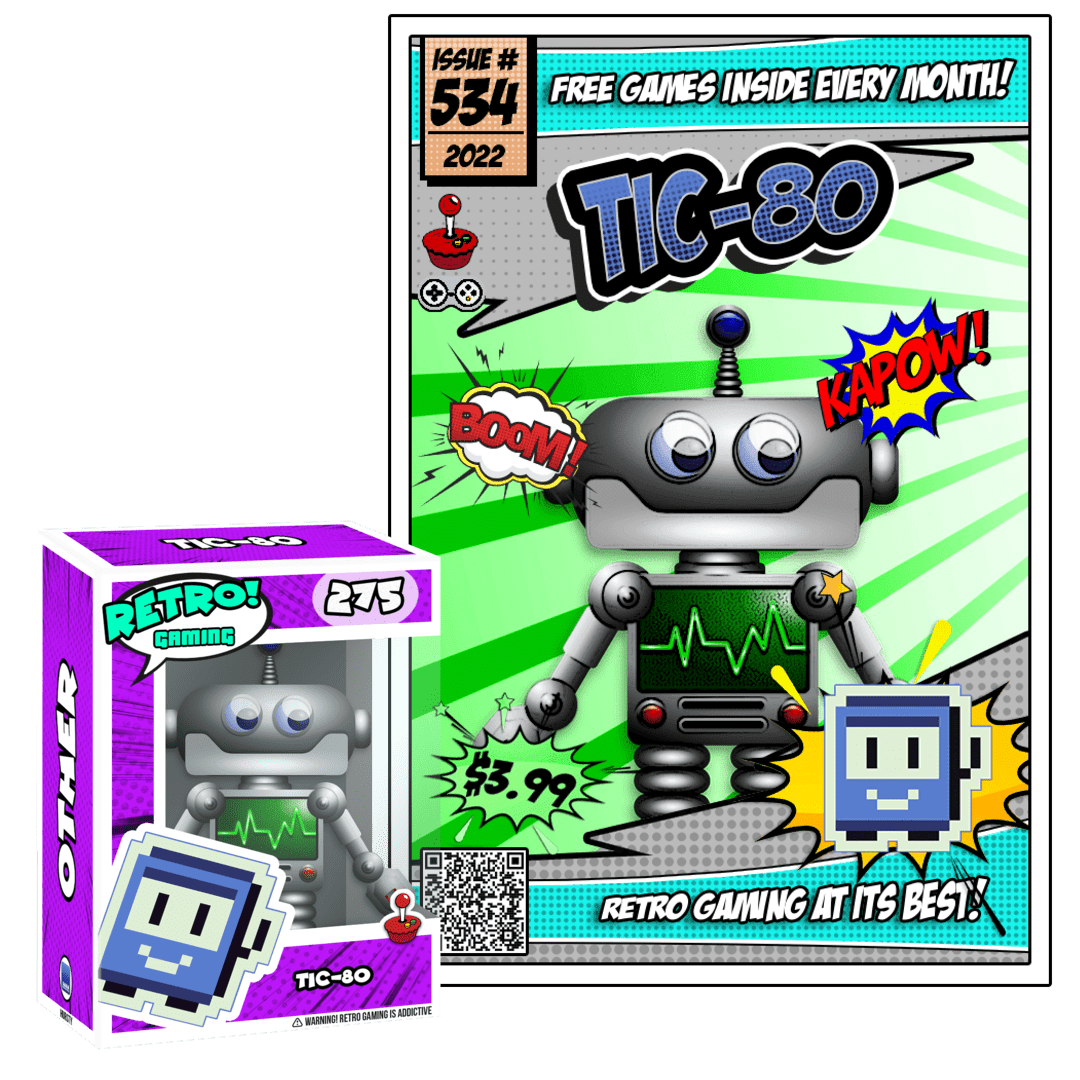 ISSUE #
534
2022
FREE GAMES INSIDE EVERY MONTH!
TIC-80
KAPOW!
BOOM!
$3.99
RETRO GAMING AT ITS BEST!
TIC-80
RETRO!
GAMING
275
OTHER
TIC-80
WARNING! RETRO GAMING IS ADDICTIVE